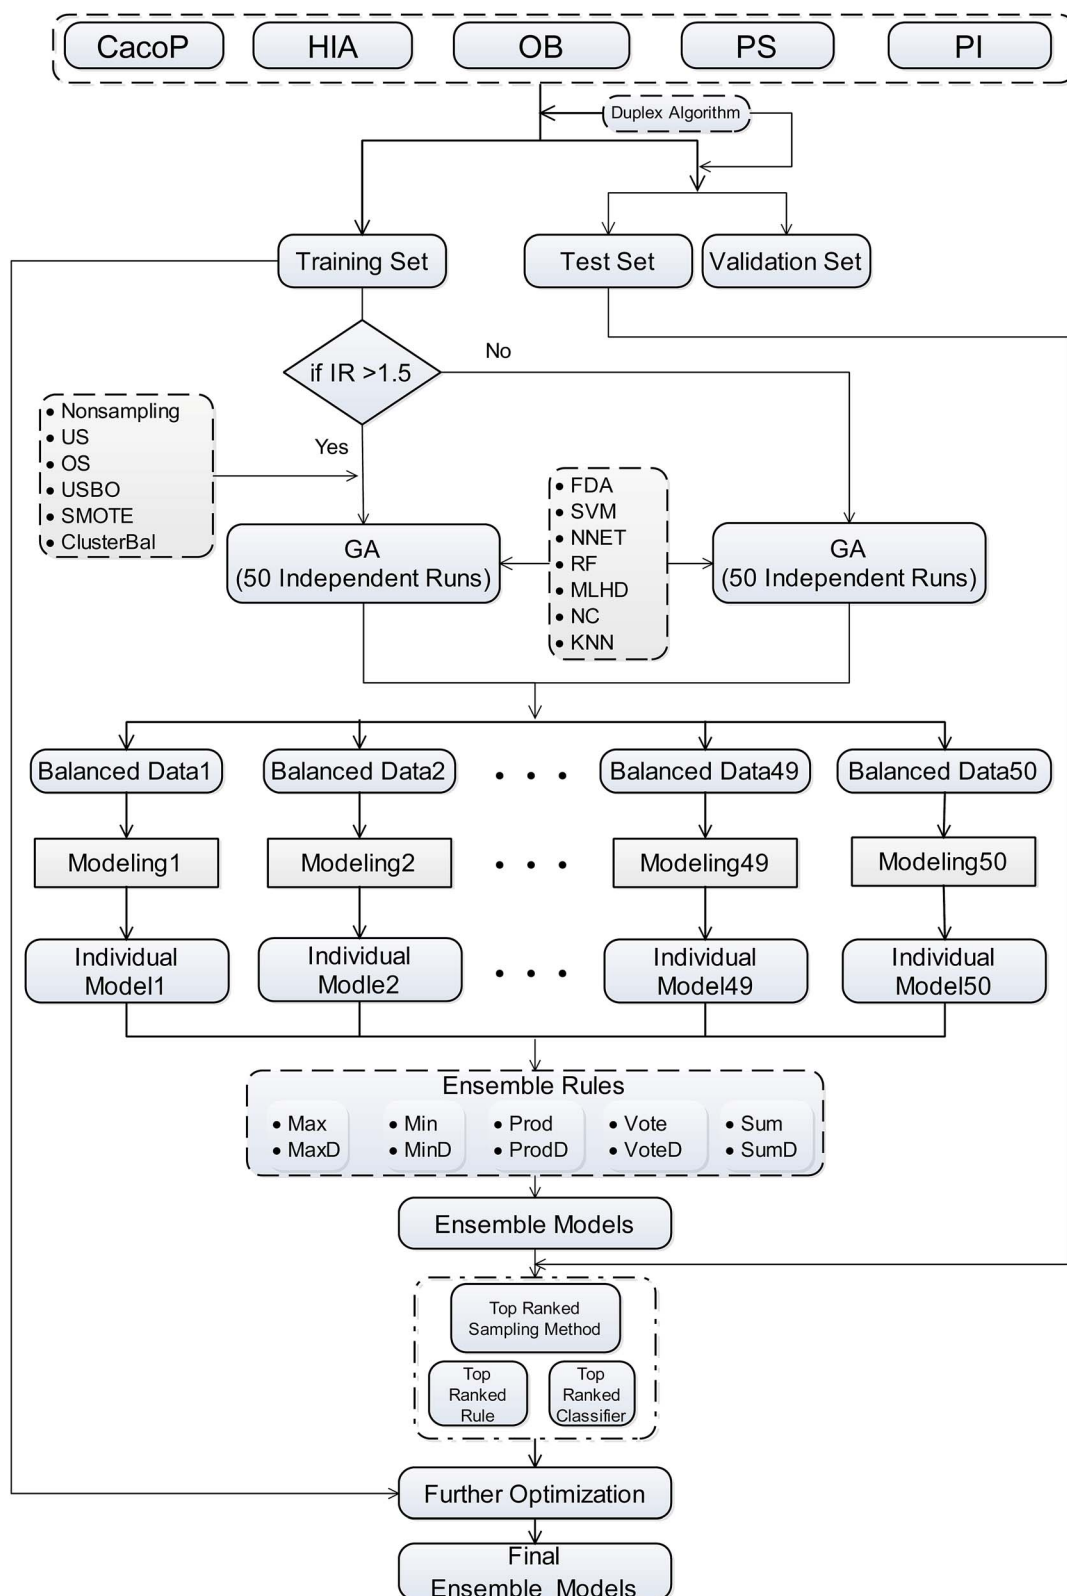 CacoP
HIA
OB
PS
PI
Duplex Algorithm
Training Set
Test Set
Validation Set
if IR >1.5
No
Yes
• Nonsampling
• US
• OS
• USBO
• SMOTE
• ClusterBal
• FDA
• SVM
• NNET
• RF
• MLHD
• NC
• KNN
GA
(50 Independent Runs)
GA
(50 Independent Runs)
Balanced Data1
Balanced Data2
• • •
Balanced Data49
Balanced Data50
Modeling1
Modeling2
• • •
Modeling49
Modeling50
Individual
Model1
Individual
Modle2
• • •
Individual
Model49
Individual
Model50
Ensemble Rules
• Max
• MaxD
• Min
• MinD
• Prod
• ProdD
• Vote
• VoteD
• Sum
• SumD
Ensemble Models
Top Ranked
Sampling Method
Top
Ranked
Rule
Top
Ranked
Classifier
Further Optimization
Final
Ensemble Models